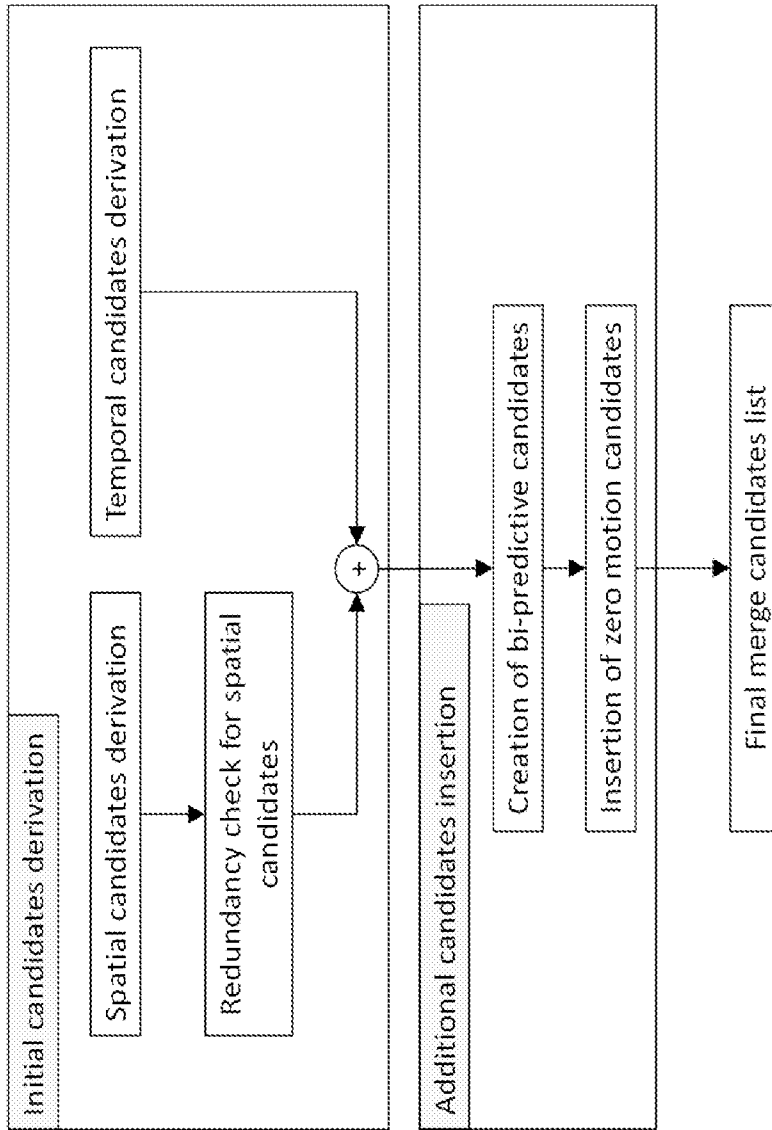 Initial candidates derivation
Spatial candidates derivation
Temporal candidates derivation
Redundancy check for spatial
candidates
+
Additional candidates insertion
Creation of bi-predictive candidates
Insertion of zero motion candidates
Final merge candidates list